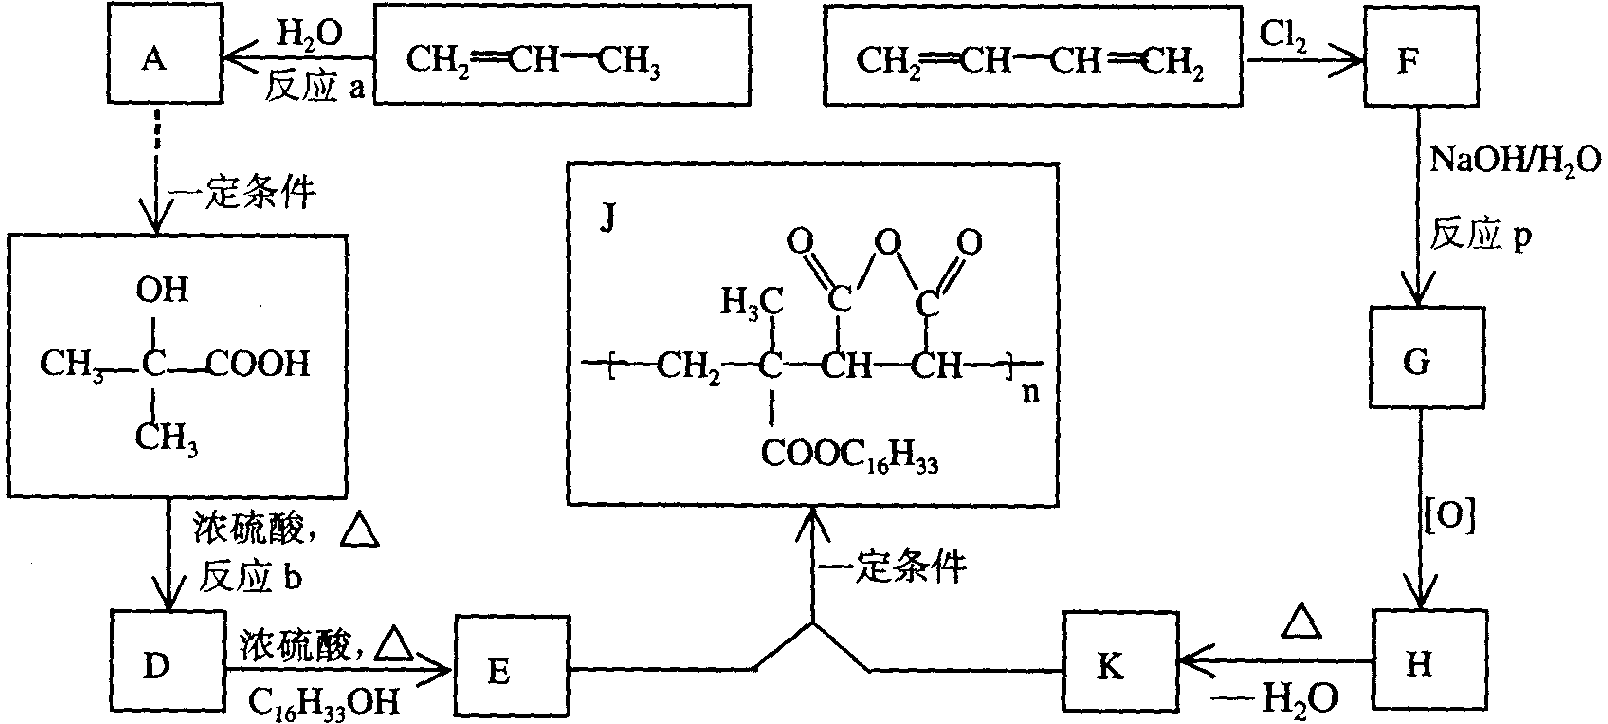 A
H₂O
反应 a
CH₂=CH—CH₃
CH₂=CH—CH=CH₂
Cl₂
F
一定条件
NaOH/H₂O
反应 p
J
O
O
O
H₃C
C
C
CH₂—C—CH—CH
n
COOC₁₆H₃₃
OH
CH₃—C—COOH
CH₃
G
[O]
浓硫酸，△
反应 b
一定条件
D
浓硫酸，△
C₁₆H₃₃OH
E
K
△
—H₂O
H